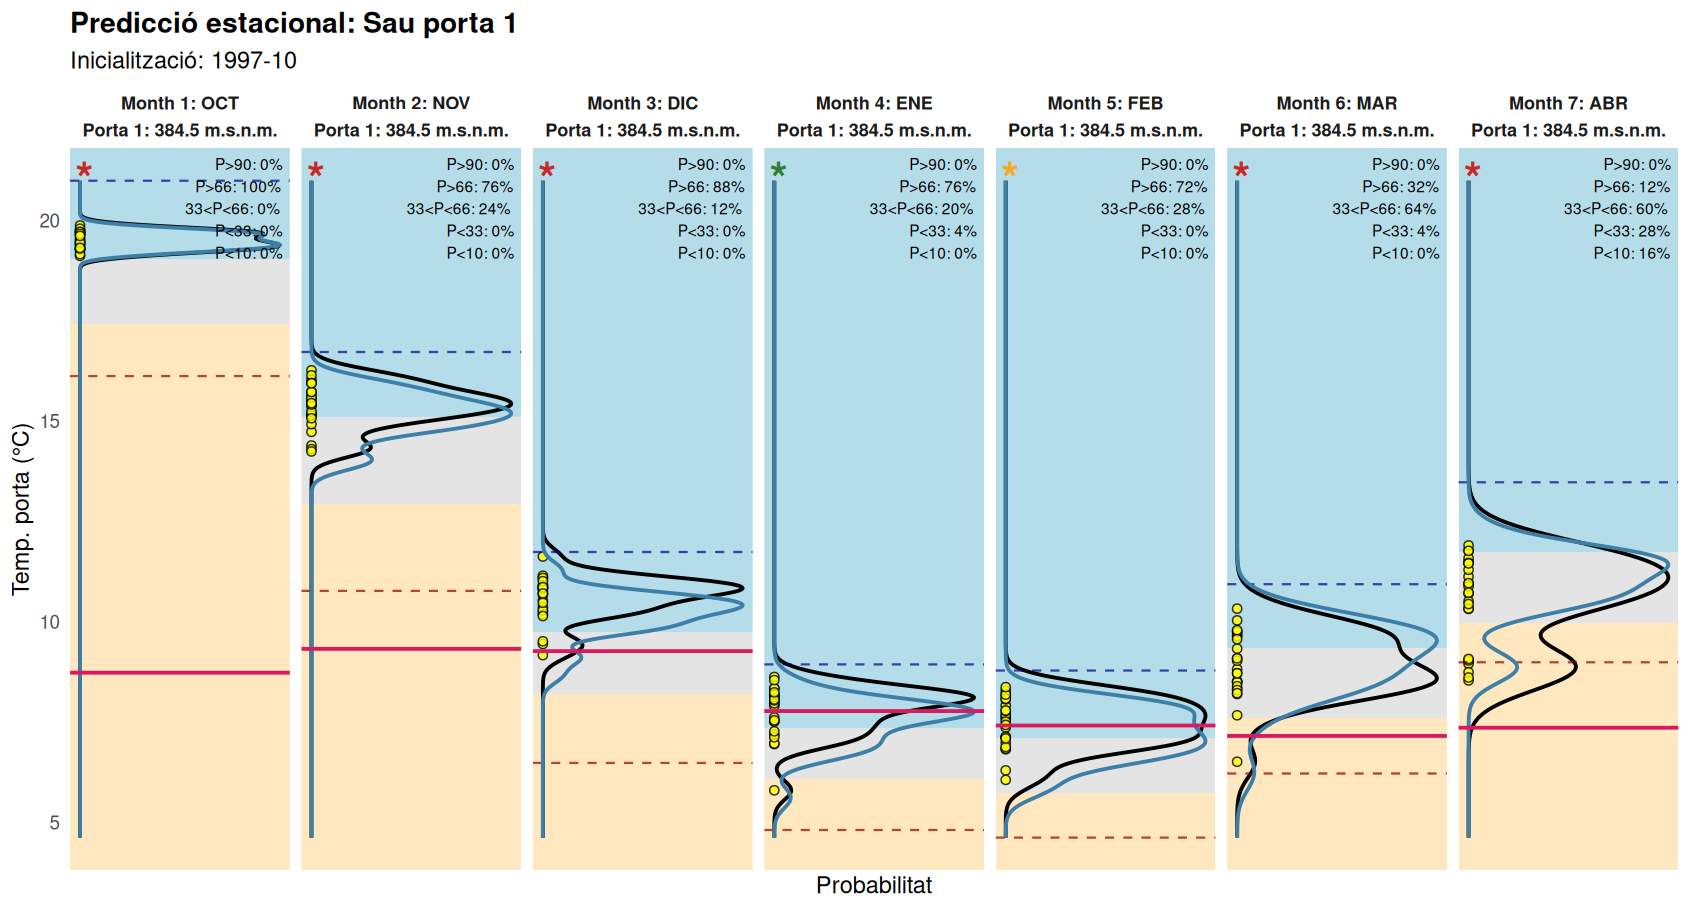 Predicció estacional: Sau porta 1
Inicialització: 1997-10
Month 1: OCT
Porta 1: 384.5 m.s.n.m.
Month 2: NOV
Porta 1: 384.5 m.s.n.m.
Month 3: DIC
Porta 1: 384.5 m.s.n.m.
Month 4: ENE
Porta 1: 384.5 m.s.n.m.
Month 5: FEB
Porta 1: 384.5 m.s.n.m.
Month 6: MAR
Porta 1: 384.5 m.s.n.m.
Month 7: ABR
Porta 1: 384.5 m.s.n.m.
*
P>90: 0%
P>66: 100%
33<P<66: 0%
P<33: 0%
P<10: 0%
*
P>90: 0%
P>66: 76%
33<P<66: 24%
P<33: 0%
P<10: 0%
*
P>90: 0%
P>66: 88%
33<P<66: 12%
P<33: 0%
P<10: 0%
*
P>90: 0%
P>66: 76%
33<P<66: 20%
P<33: 4%
P<10: 0%
*
P>90: 0%
P>66: 72%
33<P<66: 28%
P<33: 0%
P<10: 0%
*
P>90: 0%
P>66: 32%
33<P<66: 64%
P<33: 4%
P<10: 0%
*
P>90: 0%
P>66: 12%
33<P<66: 60%
P<33: 28%
P<10: 16%
20
15
10
5
Temp. porta (°C)
Probabilitat